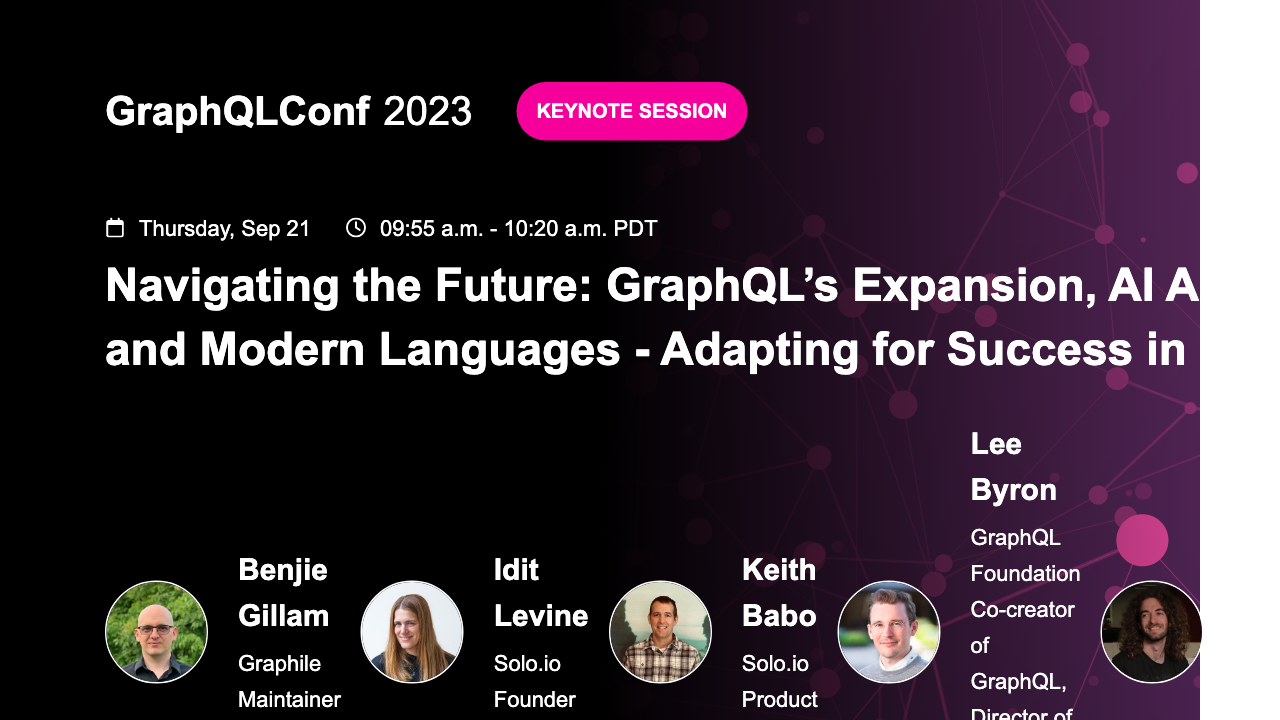 GraphQLConf 2023
KEYNOTE SESSION
Thursday, Sep 21
09:55 a.m. - 10:20 a.m. PDT
Navigating the Future: GraphQL’s Expansion, AI A
and Modern Languages - Adapting for Success in
Benjie
Gillam
Graphile
Maintainer
Idit
Levine
Solo.io
Founder
Keith
Babo
Solo.io
Product
Lee
Byron
GraphQL
Foundation
Co-creator
of
GraphQL,
Director of